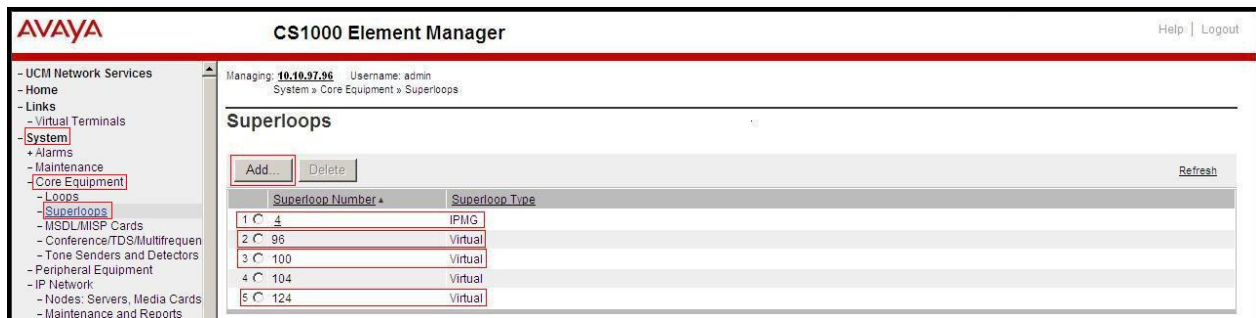 AVAYA
CS1000 Element Manager
Help | Logout
- UCM Network Services
- Home
- Links
- Virtual Terminals
- System
+ Alarms
- Maintenance
- Core Equipment
- Loops
- Superloops
- MSDL/MISP Cards
- Conference/TDS/Multifrequen
- Tone Senders and Detectors
- Peripheral Equipment
- IP Network
- Nodes: Servers, Media Cards
- Maintenance and Reports
Managing: 10.10.97.96 Username: admin
System » Core Equipment » Superloops
Superloops
Add... Delete Refresh
Superloop Number Superloop Type
1 4 IPMG
2 96 Virtual
3 100 Virtual
4 104 Virtual
5 124 Virtual